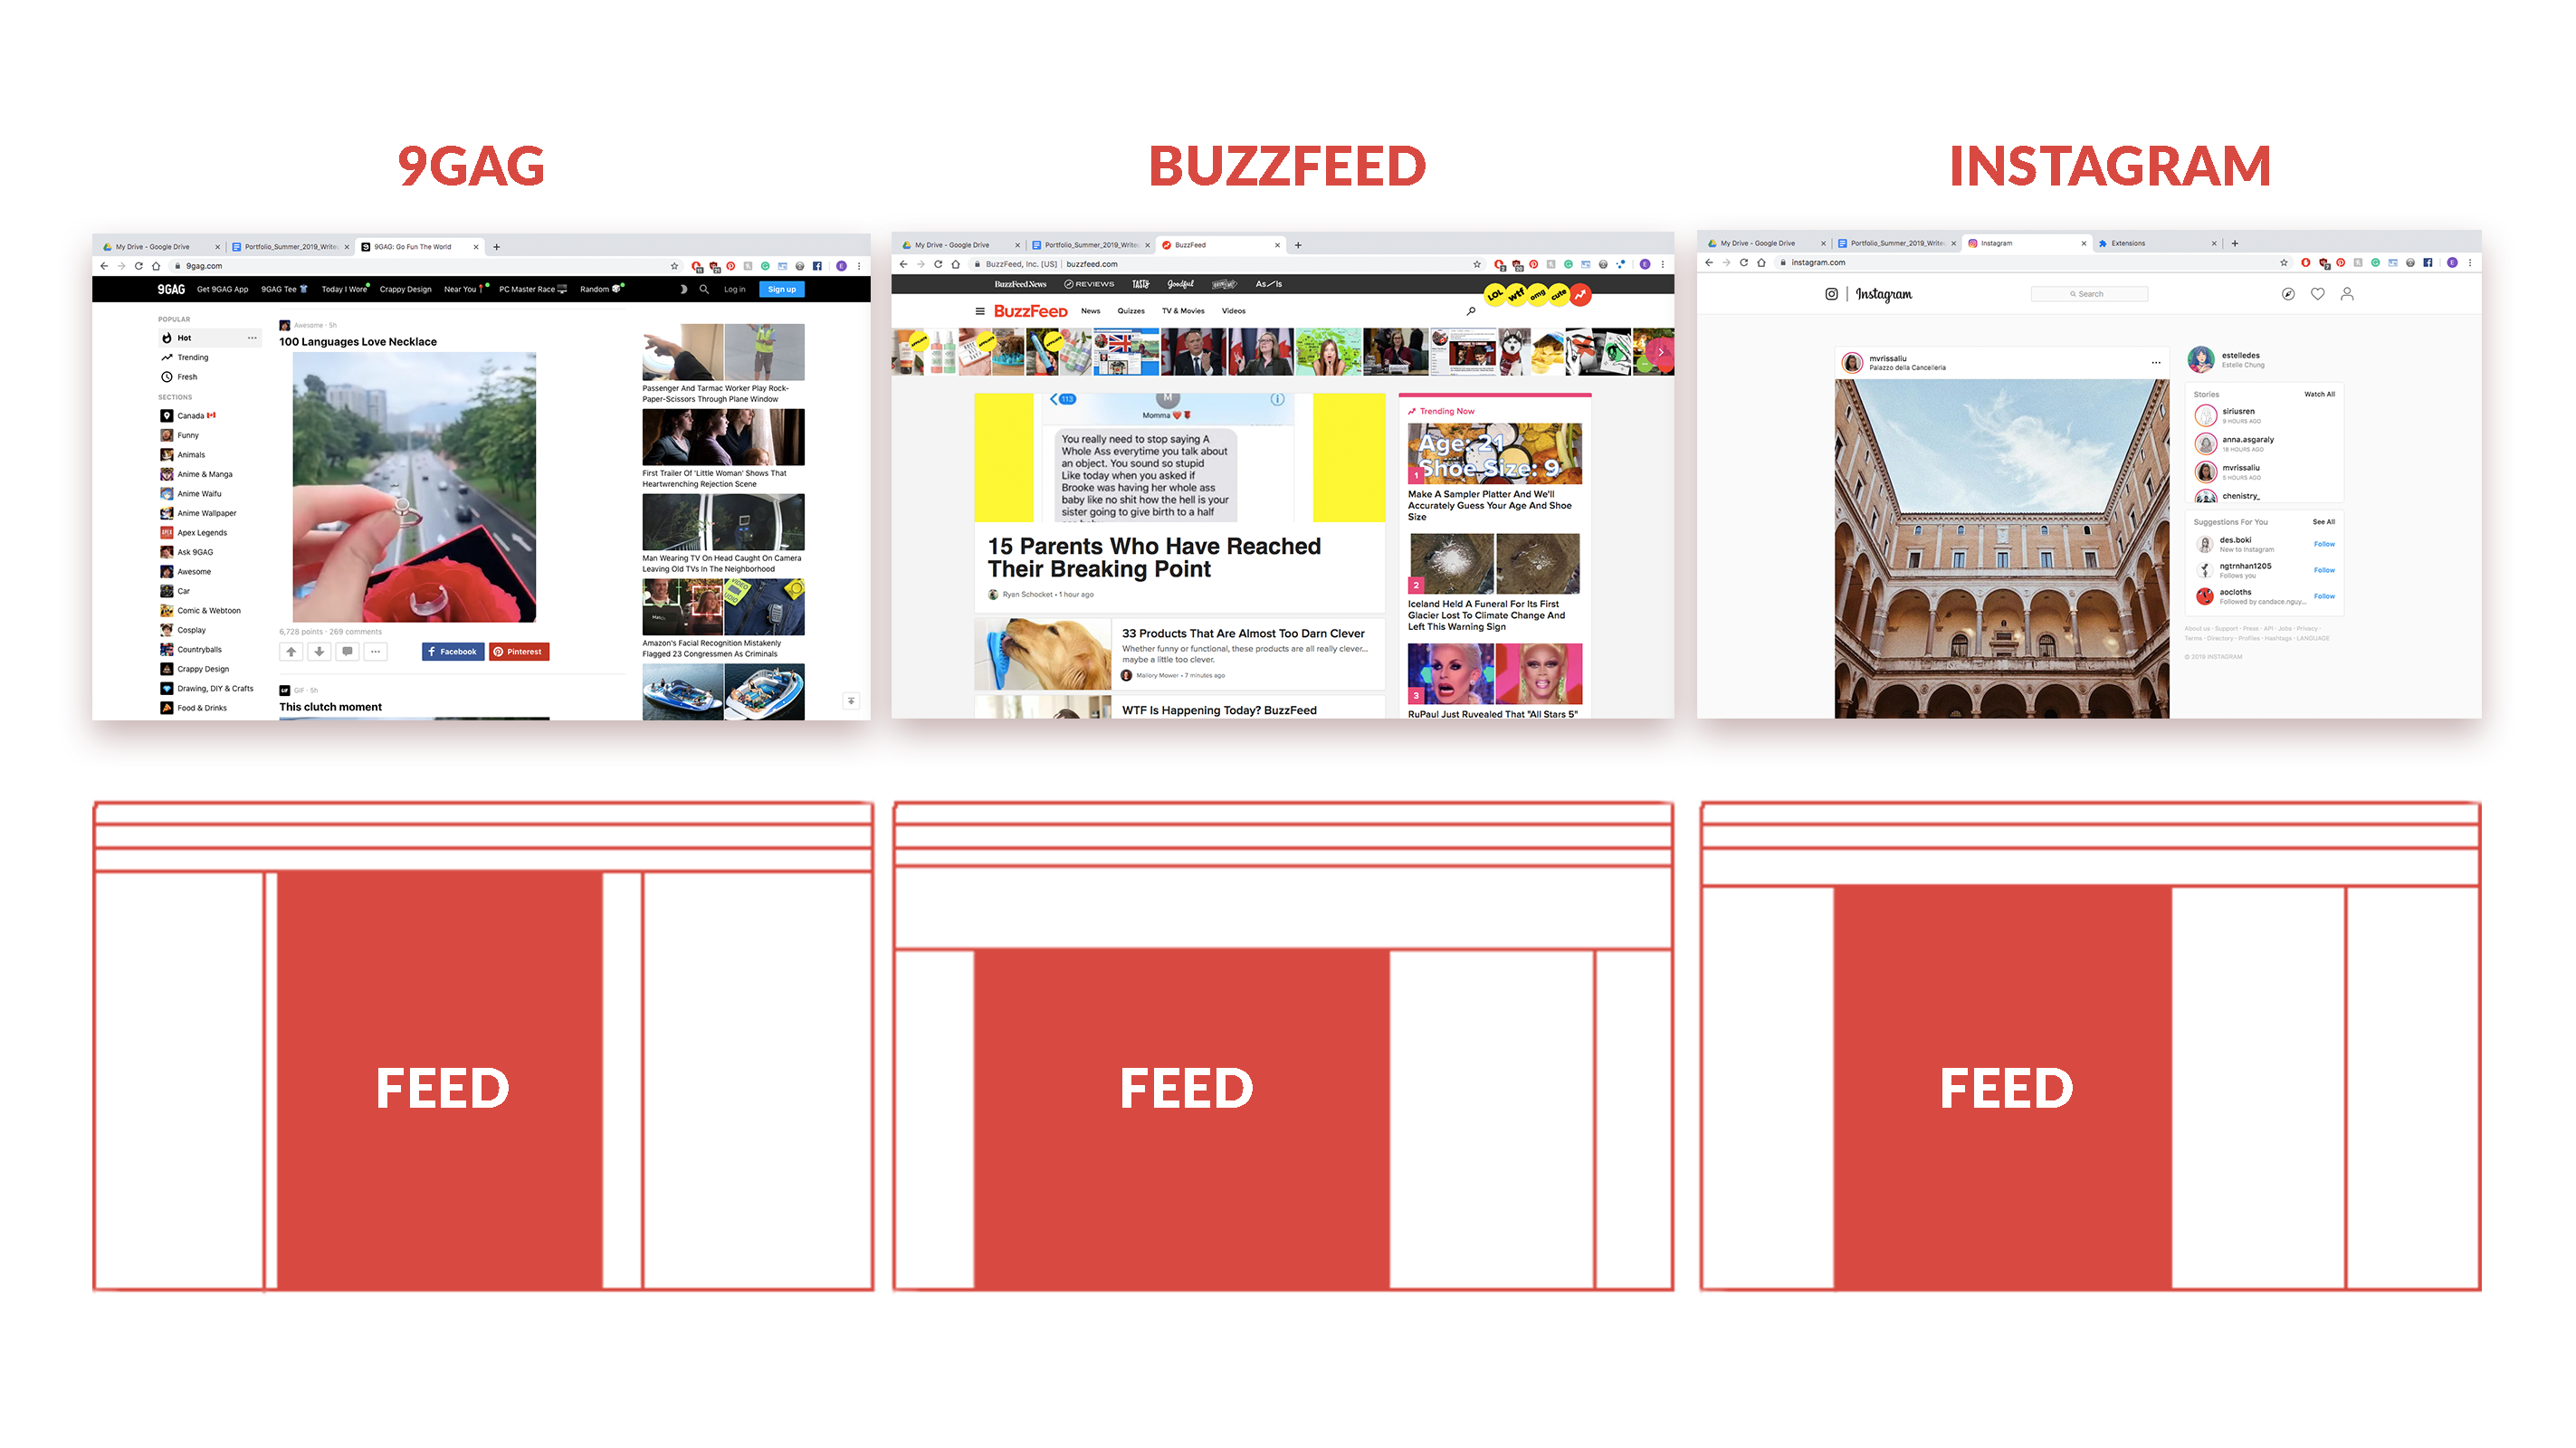 9GAG
BUZZFEED
INSTAGRAM
My Drive - Google Drive
Portfolio_Summer_2019_Write
9GAG: Go Fun The World
9gag.com
9GAG
Get 9GAG App
9GAG Tee
Today I Wore
Crappy Design
Near You
PC Master Race
Random
Log in
Sign up
POPULAR
Hot
Trending
Fresh
SECTIONS
Canada
Funny
Animals
Anime & Manga
Anime Waifu
Anime Wallpaper
Apex Legends
Ask 9GAG
Awesome
Car
Comic & Webtoon
Cosplay
Countryballs
Crappy Design
Drawing, DIY & Crafts
Food & Drinks
Awesome · 5h
100 Languages Love Necklace
6,728 points · 269 comments
Facebook
Pinterest
GIF · 5h
This clutch moment
Passenger And Tarmac Worker Play Rock-
Paper-Scissors Through Plane Window
First Trailer Of 'Little Woman' Shows That
Heartwrenching Rejection Scene
Man Wearing TV On Head Caught On Camera
Leaving Old TVs In The Neighborhood
Amazon's Facial Recognition Mistakenly
Flagged 23 Congressmen As Criminals
My Drive - Google Drive
Portfolio_Summer_2019_Write
BuzzFeed
BuzzFeed, Inc. [US]
buzzfeed.com
BuzzFeed News
REVIEWS
TASTY
Goodful
As/Is
LOL
wtf
omg
cute
BuzzFeed
News
Quizzes
TV & Movies
Videos
113
M
Momma
You really need to stop saying A
Whole Ass everytime you talk about
an object. You sound so stupid
Like today when you asked if
Brooke was having her whole ass
baby like no shit how the hell is your
sister going to give birth to a half
15 Parents Who Have Reached
Their Breaking Point
Ryan Schocket • 1 hour ago
33 Products That Are Almost Too Darn Clever
Whether funny or functional, these products are all really clever...
maybe a little too clever.
Mallory Mower • 7 minutes ago
WTF Is Happening Today? BuzzFeed
Trending Now
Age: 21
Shoe Size: 9
1
Make A Sampler Platter And We'll
Accurately Guess Your Age And Shoe
Size
2
Iceland Held A Funeral For Its First
Glacier Lost To Climate Change And
Left This Warning Sign
3
RuPaul Just Ruvealed That "All Stars 5"
My Drive - Google Drive
Portfolio_Summer_2019_Write
Instagram
Extensions
instagram.com
Instagram
Search
mvrissaliu
Palazzo della Cancelleria
estelledes
Estelle Chung
Stories
Watch All
siriusren
9 HOURS AGO
anna.asgaraly
18 HOURS AGO
mvrissaliu
5 HOURS AGO
chenistry_
Suggestions For You
See All
des.boki
New to Instagram
Follow
ngtrnhan1205
Follows you
Follow
aocloths
Followed by candace.nguy...
Follow
About us · Support · Press · API · Jobs · Privacy ·
Terms · Directory · Profiles · Hashtags · LANGUAGE
© 2019 INSTAGRAM
FEED
FEED
FEED